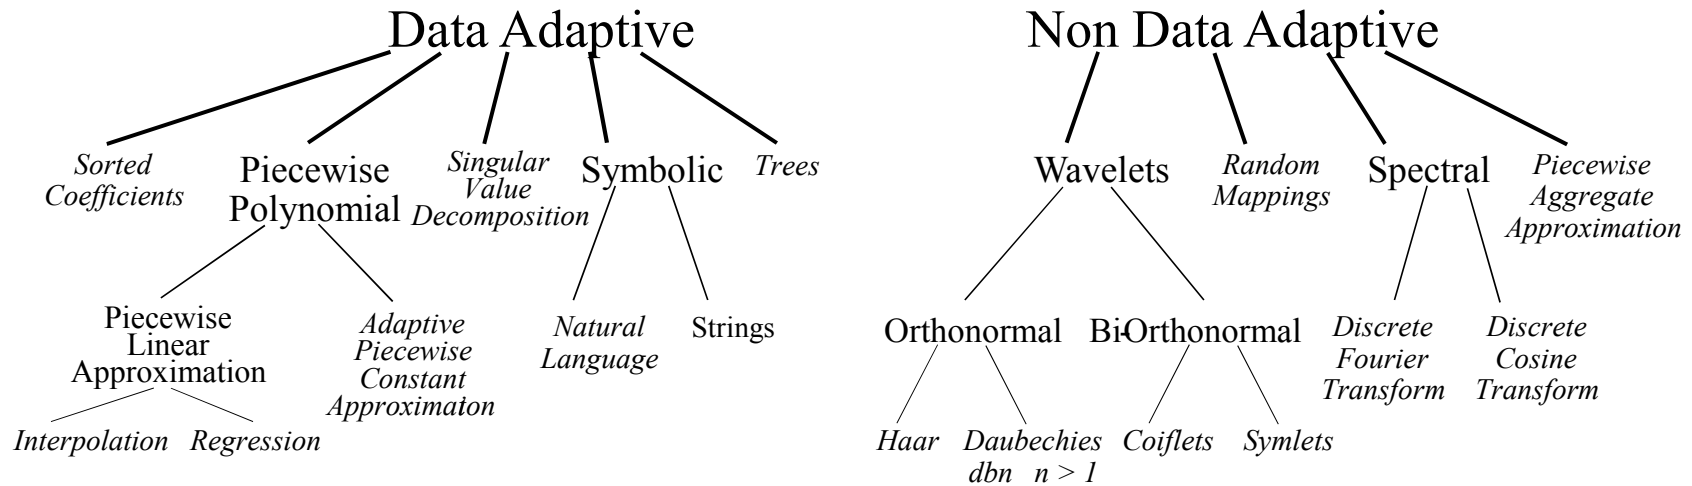 Data Adaptive
Non Data Adaptive
Sorted
Coefficients
Piecewise
Polynomial
Singular
Value
Decomposition
Symbolic
Trees
Wavelets
Random
Mappings
Spectral
Piecewise
Aggregate
Approximation
Piecewise
Linear
Approximation
Adaptive
Piecewise
Constant
Approximation
Natural
Language
Strings
Orthonormal
Bi-Orthonormal
Discrete
Fourier
Transform
Discrete
Cosine
Transform
Interpolation
Regression
Haar
Daubechies
dbn n > 1
Coiflets
Symlets